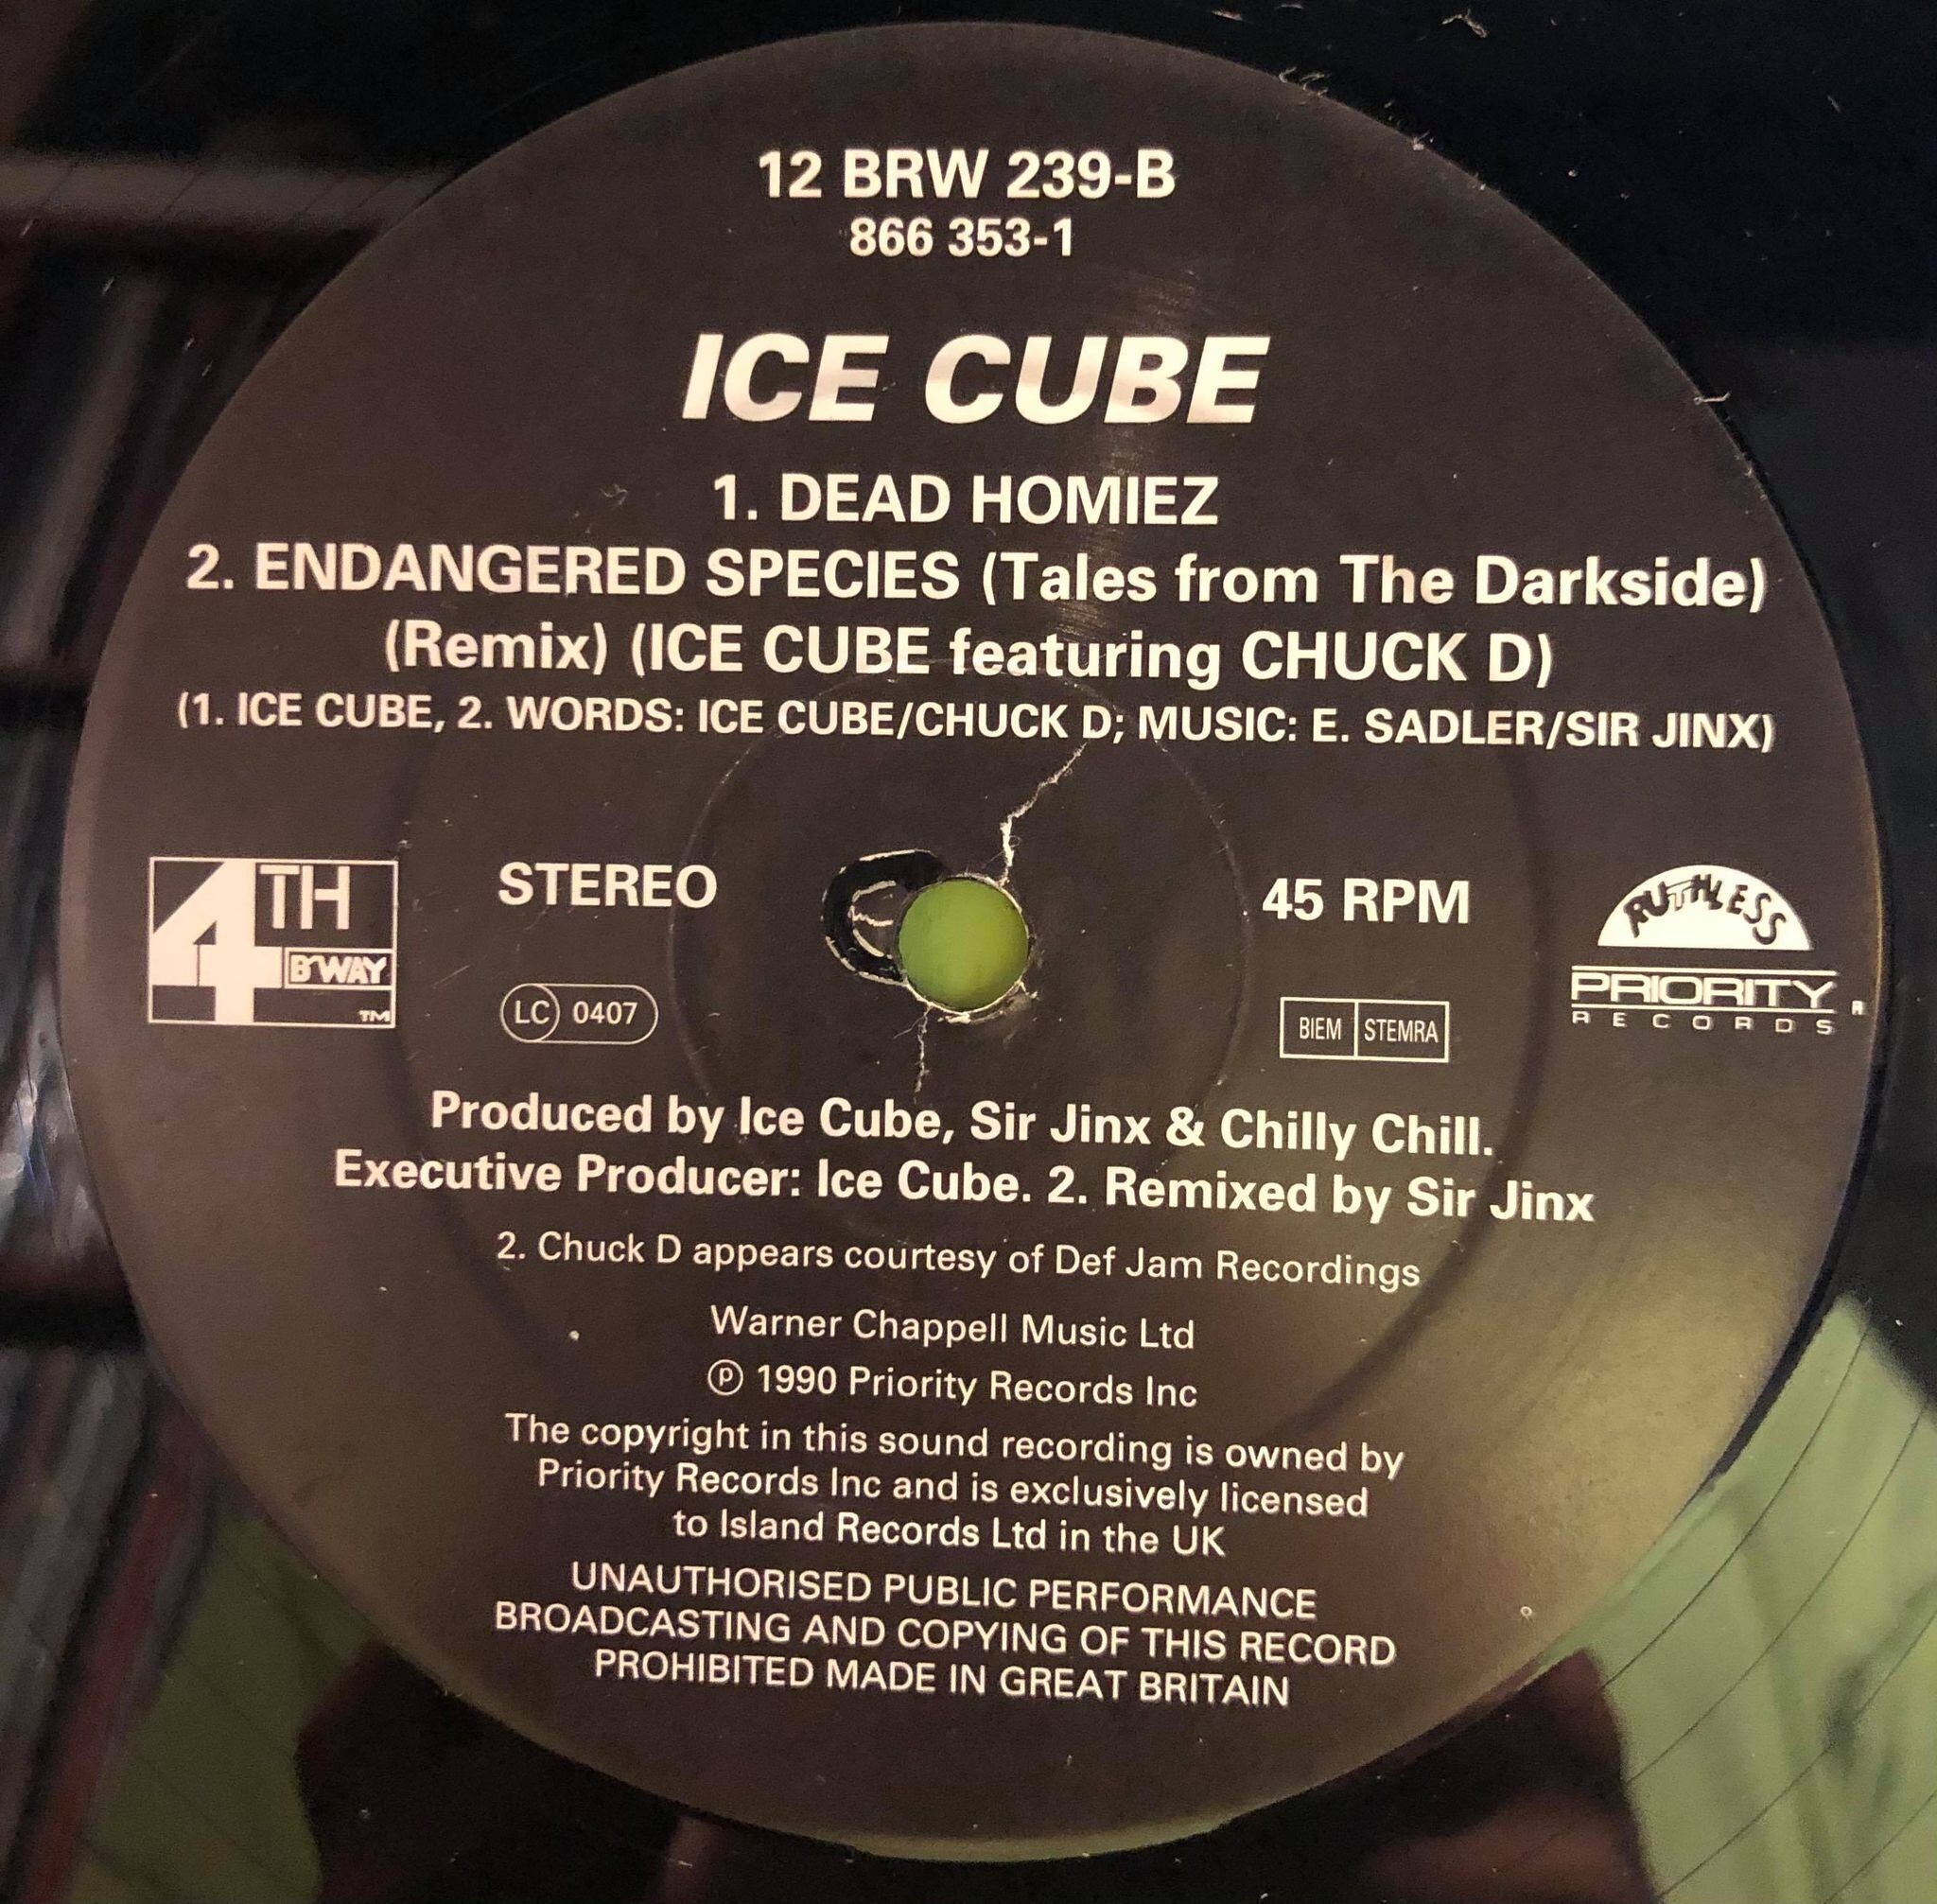 12 BRW 239-B
866 353-1
ICE CUBE
1. DEAD HOMIEZ
2. ENDANGERED SPECIES (Tales from The Darkside)
(Remix) (ICE CUBE featuring CHUCK D)
(1. ICE CUBE, 2. WORDS: ICE CUBE/CHUCK D; MUSIC: E. SADLER/SIR JINX)
4TH
B'WAY
TM
STEREO
LC 0407
45 RPM
BIEM STEMRA
RUTHLESS
PRIORITY
RECORDS
R
Produced by Ice Cube, Sir Jinx & Chilly Chill.
Executive Producer: Ice Cube. 2. Remixed by Sir Jinx
2. Chuck D appears courtesy of Def Jam Recordings
Warner Chappell Music Ltd
℗ 1990 Priority Records Inc
The copyright in this sound recording is owned by
Priority Records Inc and is exclusively licensed
to Island Records Ltd in the UK
UNAUTHORISED PUBLIC PERFORMANCE
BROADCASTING AND COPYING OF THIS RECORD
PROHIBITED MADE IN GREAT BRITAIN